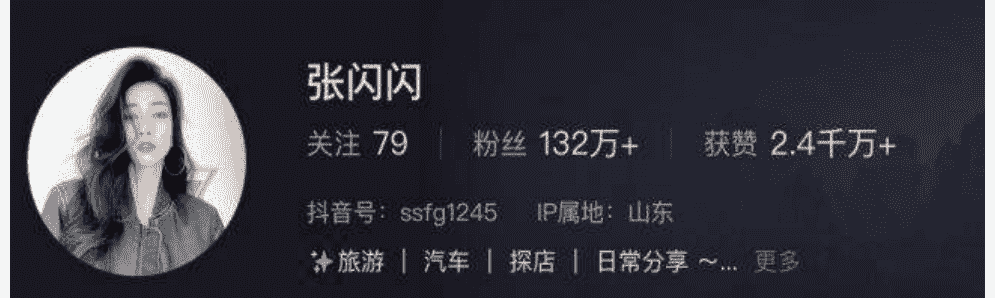 张闪闪
关注 79 粉丝 132万+ 获赞 2.4千万+
抖音号：ssfg1245 IP属地：山东
✨旅游 | 汽车 | 探店 | 日常分享 ～... 更多